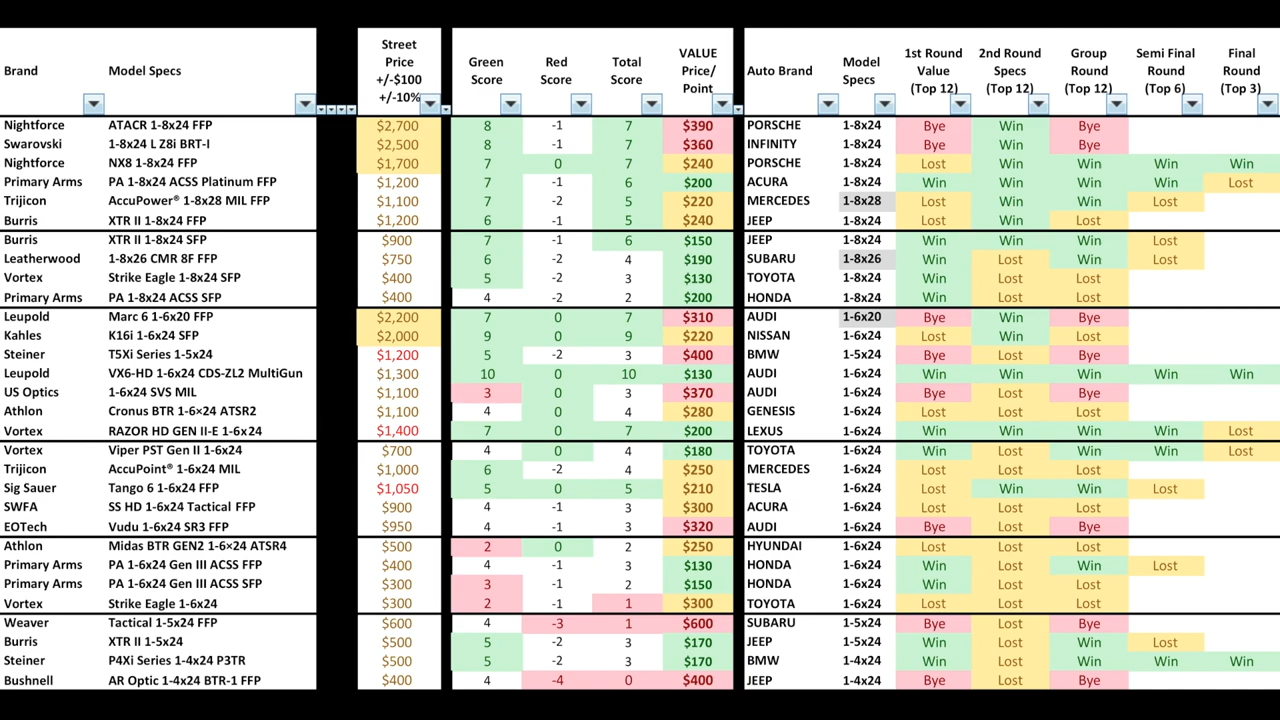 Brand Model Specs Street Price +/-$100 +/-10% Green Score Red Score Total Score VALUE Price/ Point Auto Brand Model Specs 1st Round Value (Top 12) 2nd Round Specs (Top 12) Group Round (Top 12) Semi Final Round (Top 6) Final Round (Top 3)
Nightforce ATACR 1-8x24 FFP $2,700 8 -1 7 $390 PORSCHE 1-8x24 Bye Win Bye
Swarovski 1-8x24 L Z8i BRT-I $2,500 8 -1 7 $360 INFINITY 1-8x24 Bye Win Bye
Nightforce NX8 1-8x24 FFP $1,700 7 0 7 $240 PORSCHE 1-8x24 Lost Win Win Win Win
Primary Arms PA 1-8x24 ACSS Platinum FFP $1,200 7 -1 6 $200 ACURA 1-8x24 Win Win Win Win Lost
Trijicon AccuPower® 1-8x28 MIL FFP $1,100 7 -2 5 $220 MERCEDES 1-8x28 Lost Win Win Lost
Burris XTR II 1-8x24 FFP $1,200 6 -1 5 $240 JEEP 1-8x24 Lost Win Lost
Burris XTR II 1-8x24 SFP $900 7 -1 6 $150 JEEP 1-8x24 Win Win Win Lost
Leatherwood 1-8x26 CMR 8F FFP $750 6 -2 4 $190 SUBARU 1-8x26 Win Lost Win Lost
Vortex Strike Eagle 1-8x24 SFP $400 5 -2 3 $130 TOYOTA 1-8x24 Win Lost Lost
Primary Arms PA 1-8x24 ACSS SFP $400 4 -2 2 $200 HONDA 1-8x24 Win Lost Lost
Leupold Marc 6 1-6x20 FFP $2,200 7 0 7 $310 AUDI 1-6x20 Bye Win Bye
Kahles K16i 1-6x24 SFP $2,000 9 0 9 $220 NISSAN 1-6x24 Lost Win Lost
Steiner T5Xi Series 1-5x24 $1,200 5 -2 3 $400 BMW 1-5x24 Bye Lost Bye
Leupold VX6-HD 1-6x24 CDS-ZL2 MultiGun $1,300 10 0 10 $130 AUDI 1-6x24 Win Win Win Win Win
US Optics 1-6x24 SVS MIL $1,100 3 0 3 $370 AUDI 1-6x24 Bye Lost Bye
Athlon Cronus BTR 1-6×24 ATSR2 $1,100 4 0 4 $280 GENESIS 1-6x24 Lost Lost Lost
Vortex RAZOR HD GEN II-E 1-6x24 $1,400 7 0 7 $200 LEXUS 1-6x24 Win Win Win Win Lost
Vortex Viper PST Gen II 1-6x24 $700 4 0 4 $180 TOYOTA 1-6x24 Win Lost Win Win Lost
Trijicon AccuPoint® 1-6x24 MIL $1,000 6 -2 4 $250 MERCEDES 1-6x24 Lost Lost Lost
Sig Sauer Tango 6 1-6x24 FFP $1,050 5 0 5 $210 TESLA 1-6x24 Lost Win Win Lost
SWFA SS HD 1-6x24 Tactical FFP $900 4 -1 3 $300 ACURA 1-6x24 Lost Lost Lost
EOTech Vudu 1-6x24 SR3 FFP $950 4 -1 3 $320 AUDI 1-6x24 Bye Lost Bye
Athlon Midas BTR GEN2 1-6×24 ATSR4 $500 2 0 2 $250 HYUNDAI 1-6x24 Lost Lost Lost
Primary Arms PA 1-6x24 Gen III ACSS FFP $400 4 -1 3 $130 HONDA 1-6x24 Win Lost Win Lost
Primary Arms PA 1-6x24 Gen III ACSS SFP $300 3 -1 2 $150 HONDA 1-6x24 Win Lost Lost
Vortex Strike Eagle 1-6x24 $300 2 -1 1 $300 TOYOTA 1-6x24 Lost Lost Lost
Weaver Tactical 1-5x24 FFP $600 4 -3 1 $600 SUBARU 1-5x24 Bye Lost Bye
Burris XTR II 1-5x24 $500 5 -2 3 $170 JEEP 1-5x24 Win Lost Win Lost
Steiner P4Xi Series 1-4x24 P3TR $500 5 -2 3 $170 BMW 1-4x24 Win Lost Win Win Win
Bushnell AR Optic 1-4x24 BTR-1 FFP $400 4 -4 0 $400 JEEP 1-4x24 Bye Lost Bye